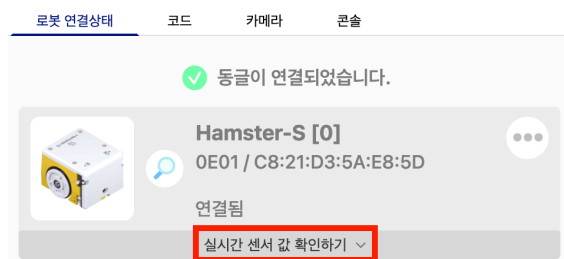 로봇 연결상태 코드 카메라 콘솔
동글이 연결되었습니다.
Hamster-S [0]
0E01 / C8:21:D3:5A:E8:5D
연결됨
실시간 센서 값 확인하기